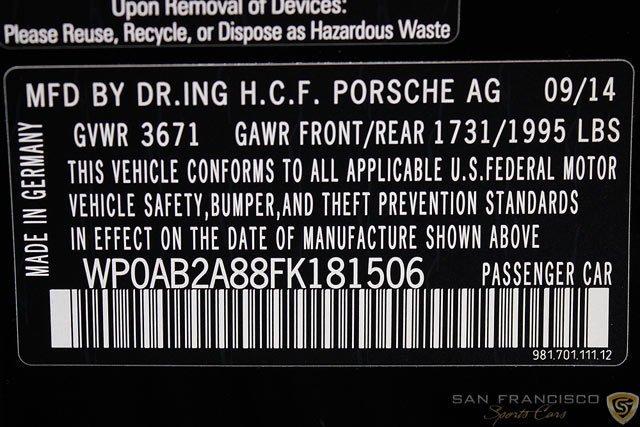 Upon Removal of Devices:
Please Reuse, Recycle, or Dispose as Hazardous Waste
MFD BY DR.ING H.C.F. PORSCHE AG 09/14
GVWR 3671 GAWR FRONT/REAR 1731/1995 LBS
MADE IN GERMANY
THIS VEHICLE CONFORMS TO ALL APPLICABLE U.S.FEDERAL MOTOR
VEHICLE SAFETY,BUMPER,AND THEFT PREVENTION STANDARDS
IN EFFECT ON THE DATE OF MANUFACTURE SHOWN ABOVE
WP0AB2A88FK181506 PASSENGER CAR
981.701.111.12
SAN FRANCISCO
Sports Cars